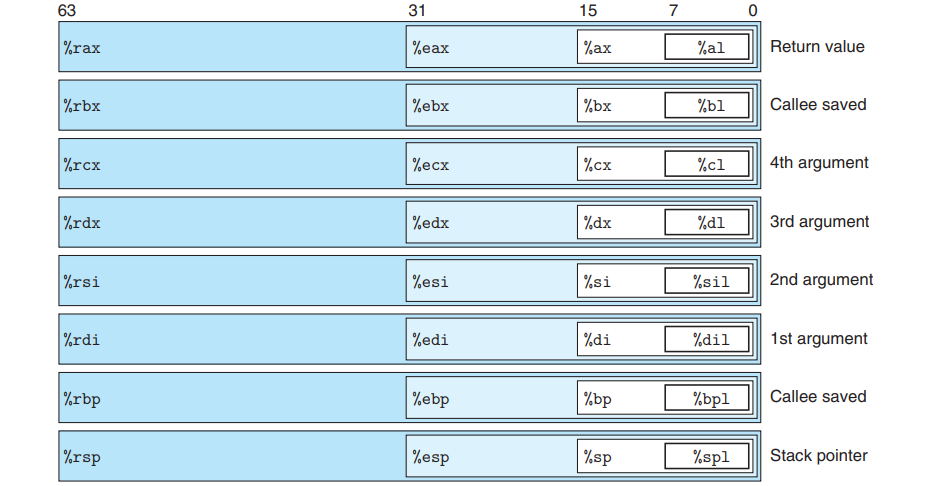 63 31 15 7 0
%rax %eax %ax %al Return value
%rbx %ebx %bx %bl Callee saved
%rcx %ecx %cx %cl 4th argument
%rdx %edx %dx %dl 3rd argument
%rsi %esi %si %sil 2nd argument
%rdi %edi %di %dil 1st argument
%rbp %ebp %bp %bpl Callee saved
%rsp %esp %sp %spl Stack pointer